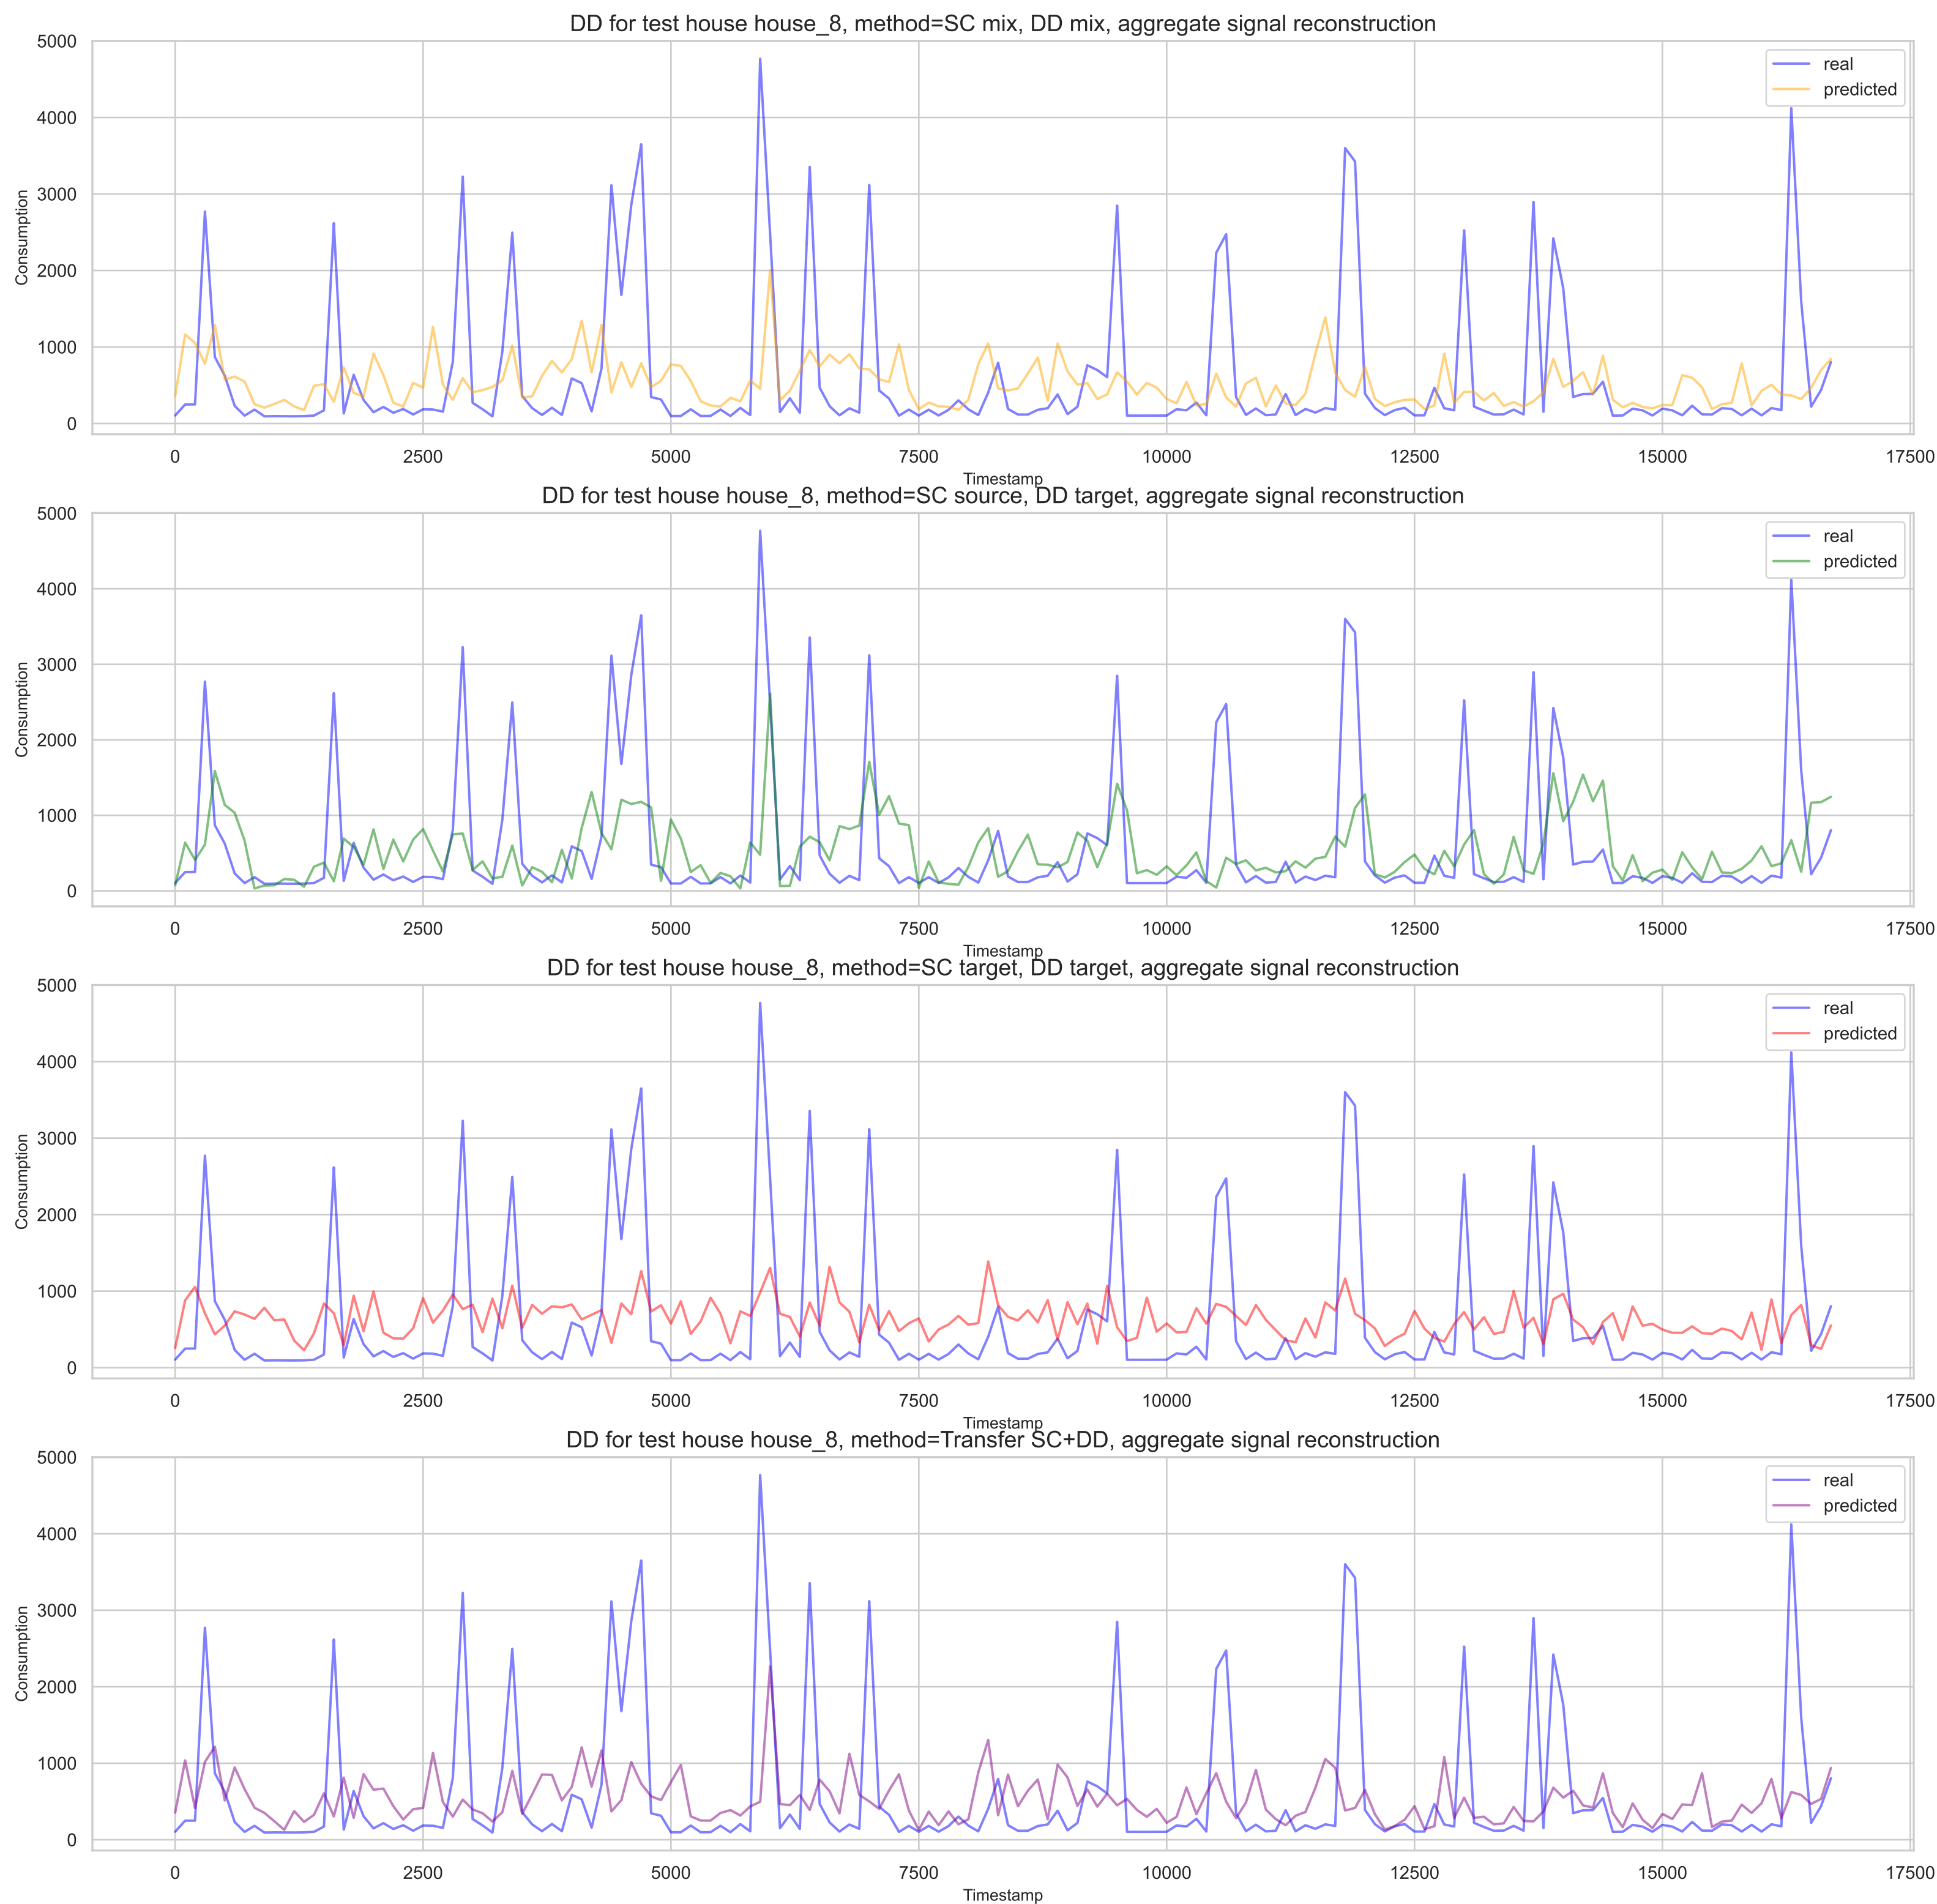 DD for test house house_8, method=SC mix, DD mix, aggregate signal reconstruction
5000
4000
3000
2000
1000
0
Consumption
real
predicted
0 2500 5000 7500 10000 12500 15000 17500
Timestamp
DD for test house house_8, method=SC source, DD target, aggregate signal reconstruction
5000
4000
3000
2000
1000
0
Consumption
real
predicted
0 2500 5000 7500 10000 12500 15000 17500
Timestamp
DD for test house house_8, method=SC target, DD target, aggregate signal reconstruction
5000
4000
3000
2000
1000
0
Consumption
real
predicted
0 2500 5000 7500 10000 12500 15000 17500
Timestamp
DD for test house house_8, method=Transfer SC+DD, aggregate signal reconstruction
5000
4000
3000
2000
1000
0
Consumption
real
predicted
0 2500 5000 7500 10000 12500 15000 17500
Timestamp